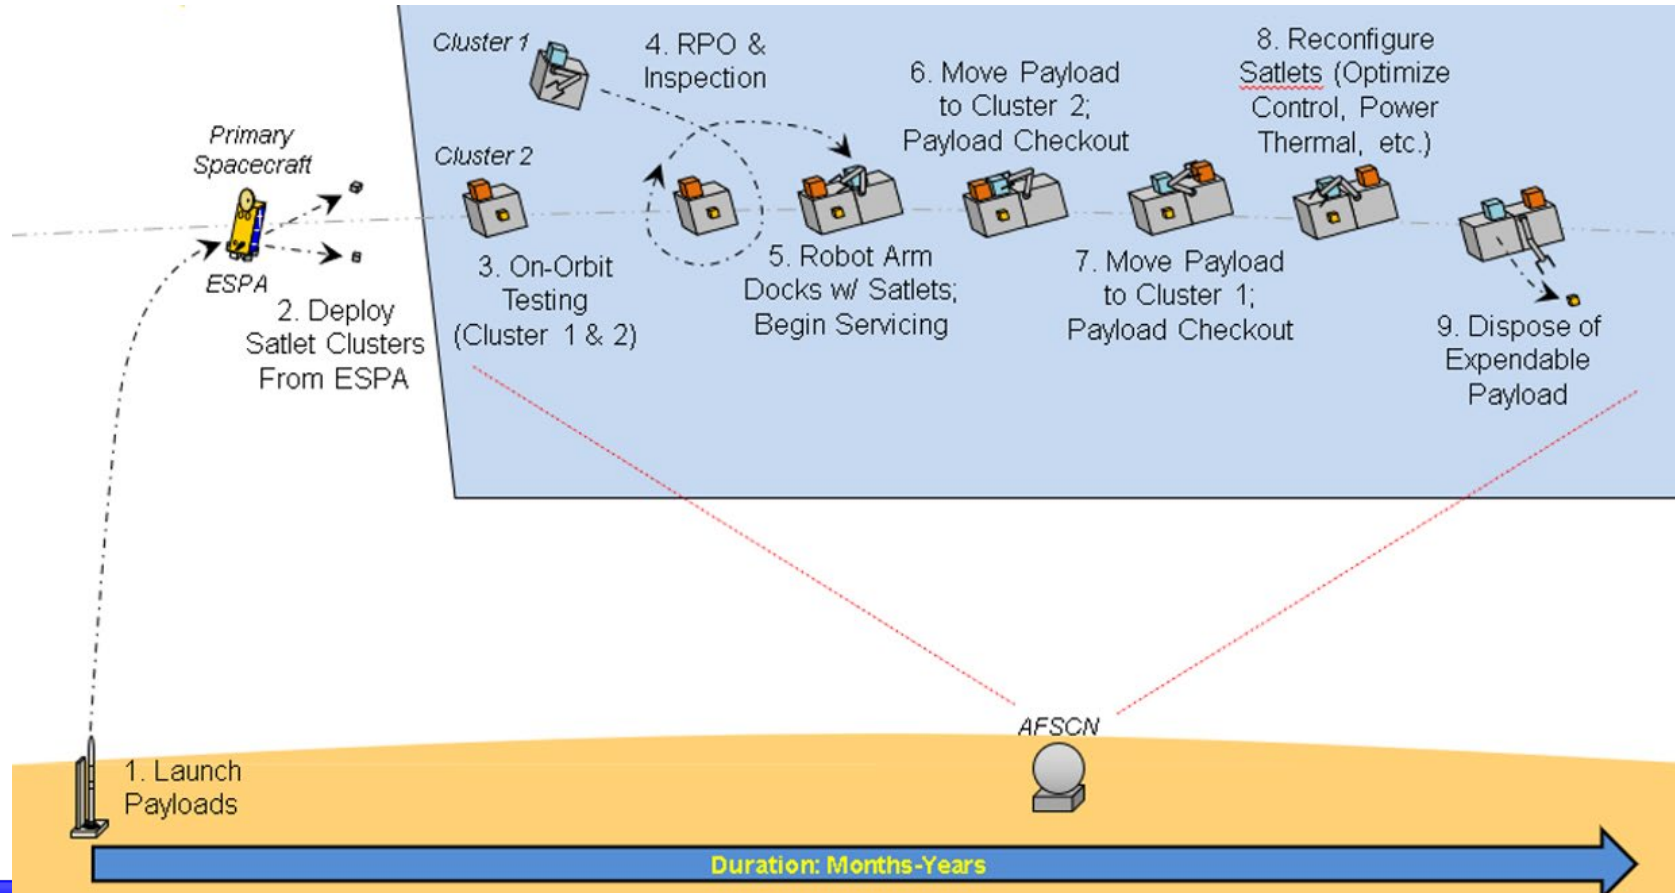 Cluster 1
4. RPO &
Inspection
8. Reconfigure
Satlets (Optimize
Control, Power
Thermal, etc.)
6. Move Payload
to Cluster 2;
Payload Checkout
Primary
Spacecraft
Cluster 2
ESPA
2. Deploy
Satlet Clusters
From ESPA
3. On-Orbit
Testing
(Cluster 1 & 2)
5. Robot Arm
Docks w/ Satlets;
Begin Servicing
7. Move Payload
to Cluster 1;
Payload Checkout
9. Dispose of
Expendable
Payload
AFSCN
1. Launch
Payloads
Duration: Months-Years